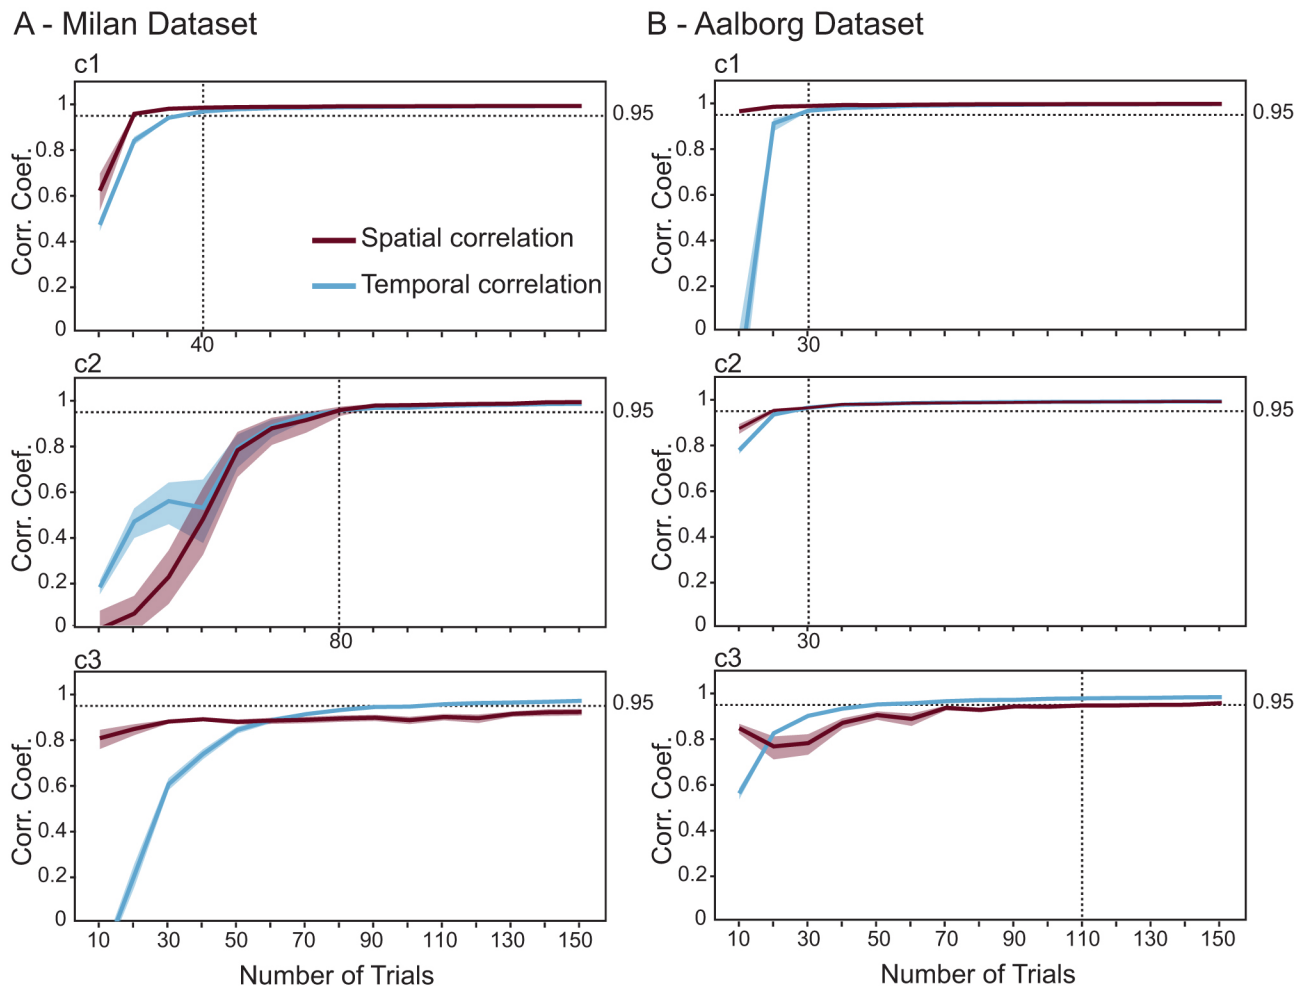 A - Milan Dataset
c1
Corr. Coef.
1
0.8
0.6
0.4
0.2
0
0.95
40
Spatial correlation
Temporal correlation
c2
Corr. Coef.
1
0.8
0.6
0.4
0.2
0
0.95
80
c3
Corr. Coef.
1
0.8
0.6
0.4
0.2
0
0.95
10 30 50 70 90 110 130 150
Number of Trials
B - Aalborg Dataset
c1
Corr. Coef.
1
0.8
0.6
0.4
0.2
0
0.95
30
c2
Corr. Coef.
1
0.8
0.6
0.4
0.2
0
0.95
30
c3
Corr. Coef.
1
0.8
0.6
0.4
0.2
0
0.95
10 30 50 70 90 110 130 150
Number of Trials